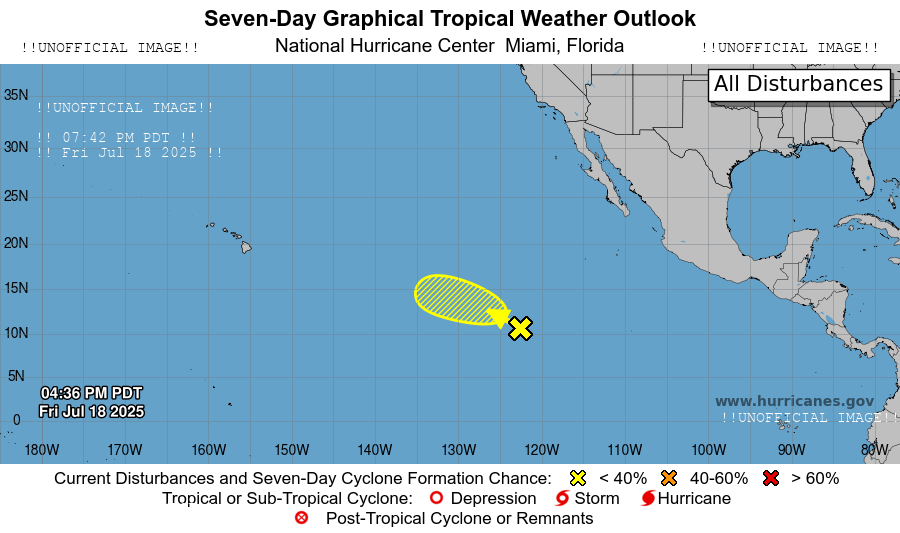 Seven-Day Graphical Tropical Weather Outlook
!!UNOFFICIAL IMAGE!!
National Hurricane Center  Miami, Florida
!!UNOFFICIAL IMAGE!!
All Disturbances
35N
!!UNOFFICIAL IMAGE!!
!! 07:42 PM PDT !!
30N
!! Fri Jul 18 2025 !!
25N
20N
15N
10N
5N
04:36 PM PDT
Fri Jul 18 2025
www.hurricanes.gov
!!UNOFFICIAL IMAGE!!
0
180W 170W 160W 150W 140W 130W 120W 110W 100W 90W 80W
Current Disturbances and Seven-Day Cyclone Formation Chance: < 40% 40-60% > 60%
Tropical or Sub-Tropical Cyclone: Depression Storm Hurricane
Post-Tropical Cyclone or Remnants